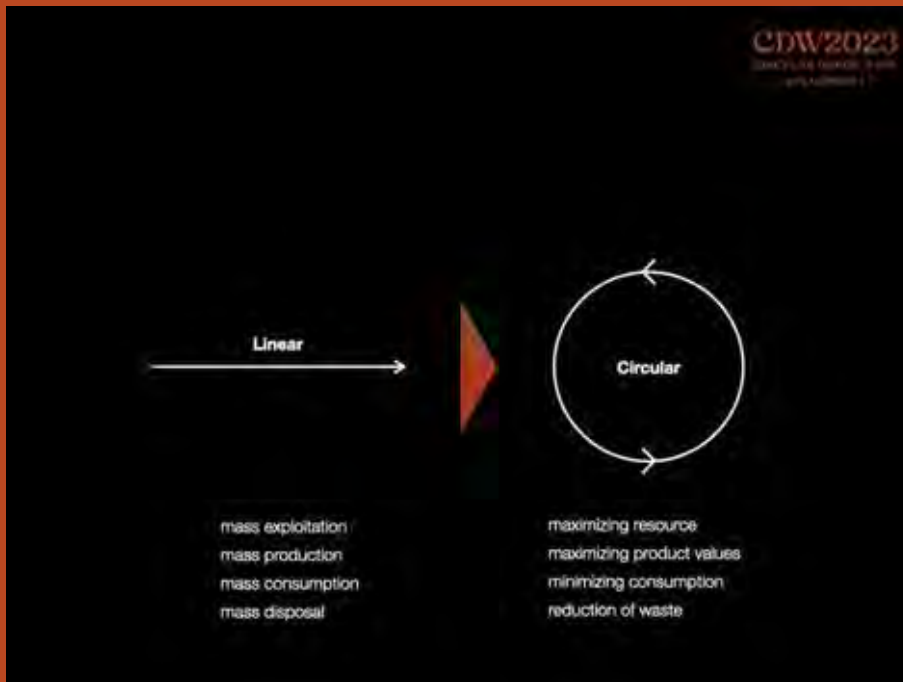 CDW2023
Linear
Circular
mass exploitation
mass production
mass consumption
mass disposal
maximizing resource
maximizing product values
minimizing consumption
reduction of waste